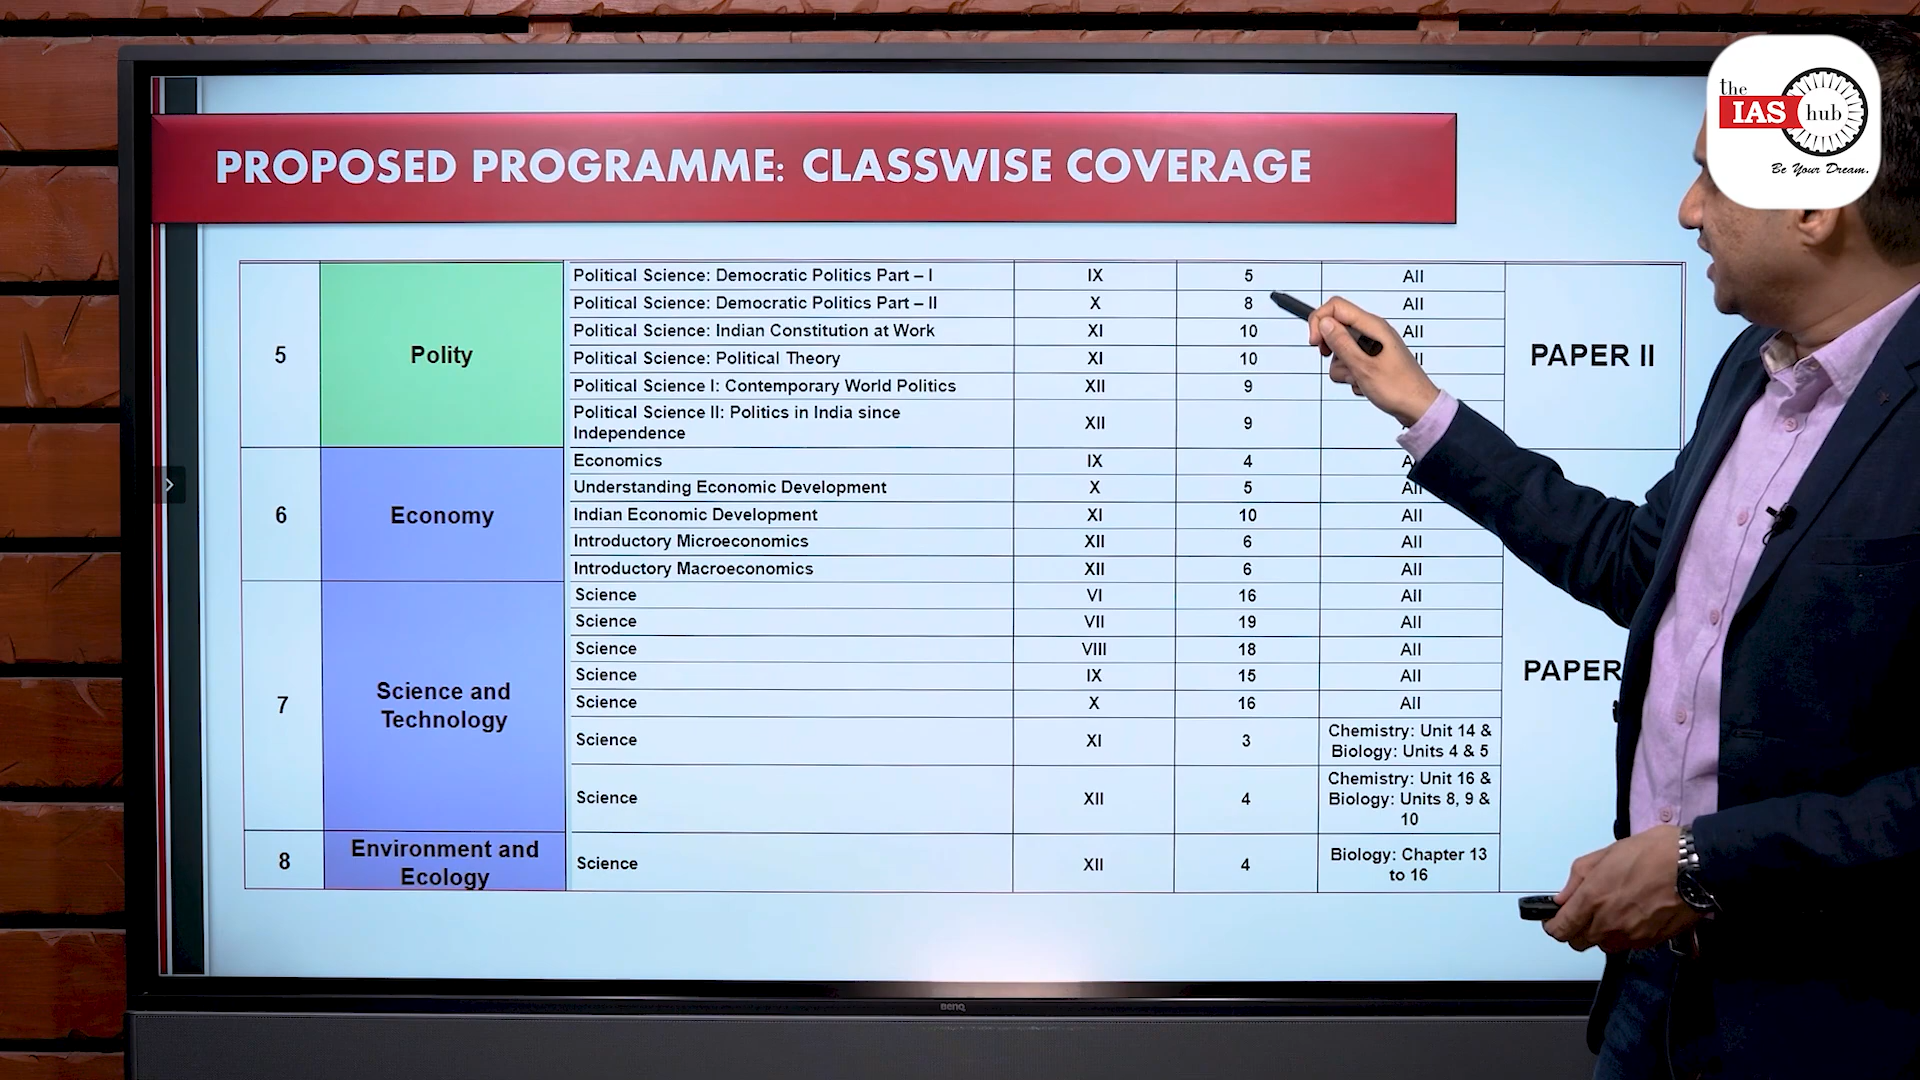 the
IAS hub
Be Your Dream.
PROPOSED PROGRAMME: CLASSWISE COVERAGE
5 Polity Political Science: Democratic Politics Part – I IX 5 All PAPER II
Political Science: Democratic Politics Part – II X 8 All
Political Science: Indian Constitution at Work XI 10 All
Political Science: Political Theory XI 10
Political Science I: Contemporary World Politics XII 9
Political Science II: Politics in India since
Independence XII 9
6 Economy Economics IX 4
Understanding Economic Development X 5 All
Indian Economic Development XI 10 All
Introductory Microeconomics XII 6 All
Introductory Macroeconomics XII 6 All
7 Science and
Technology Science VI 16 All PAPER
Science VII 19 All
Science VIII 18 All
Science IX 15 All
Science X 16 All
Science XI 3 Chemistry: Unit 14 &
Biology: Units 4 & 5
Science XII 4 Chemistry: Unit 16 &
Biology: Units 8, 9 &
10
8 Environment and
Ecology Science XII 4 Biology: Chapter 13
to 16
BenQ